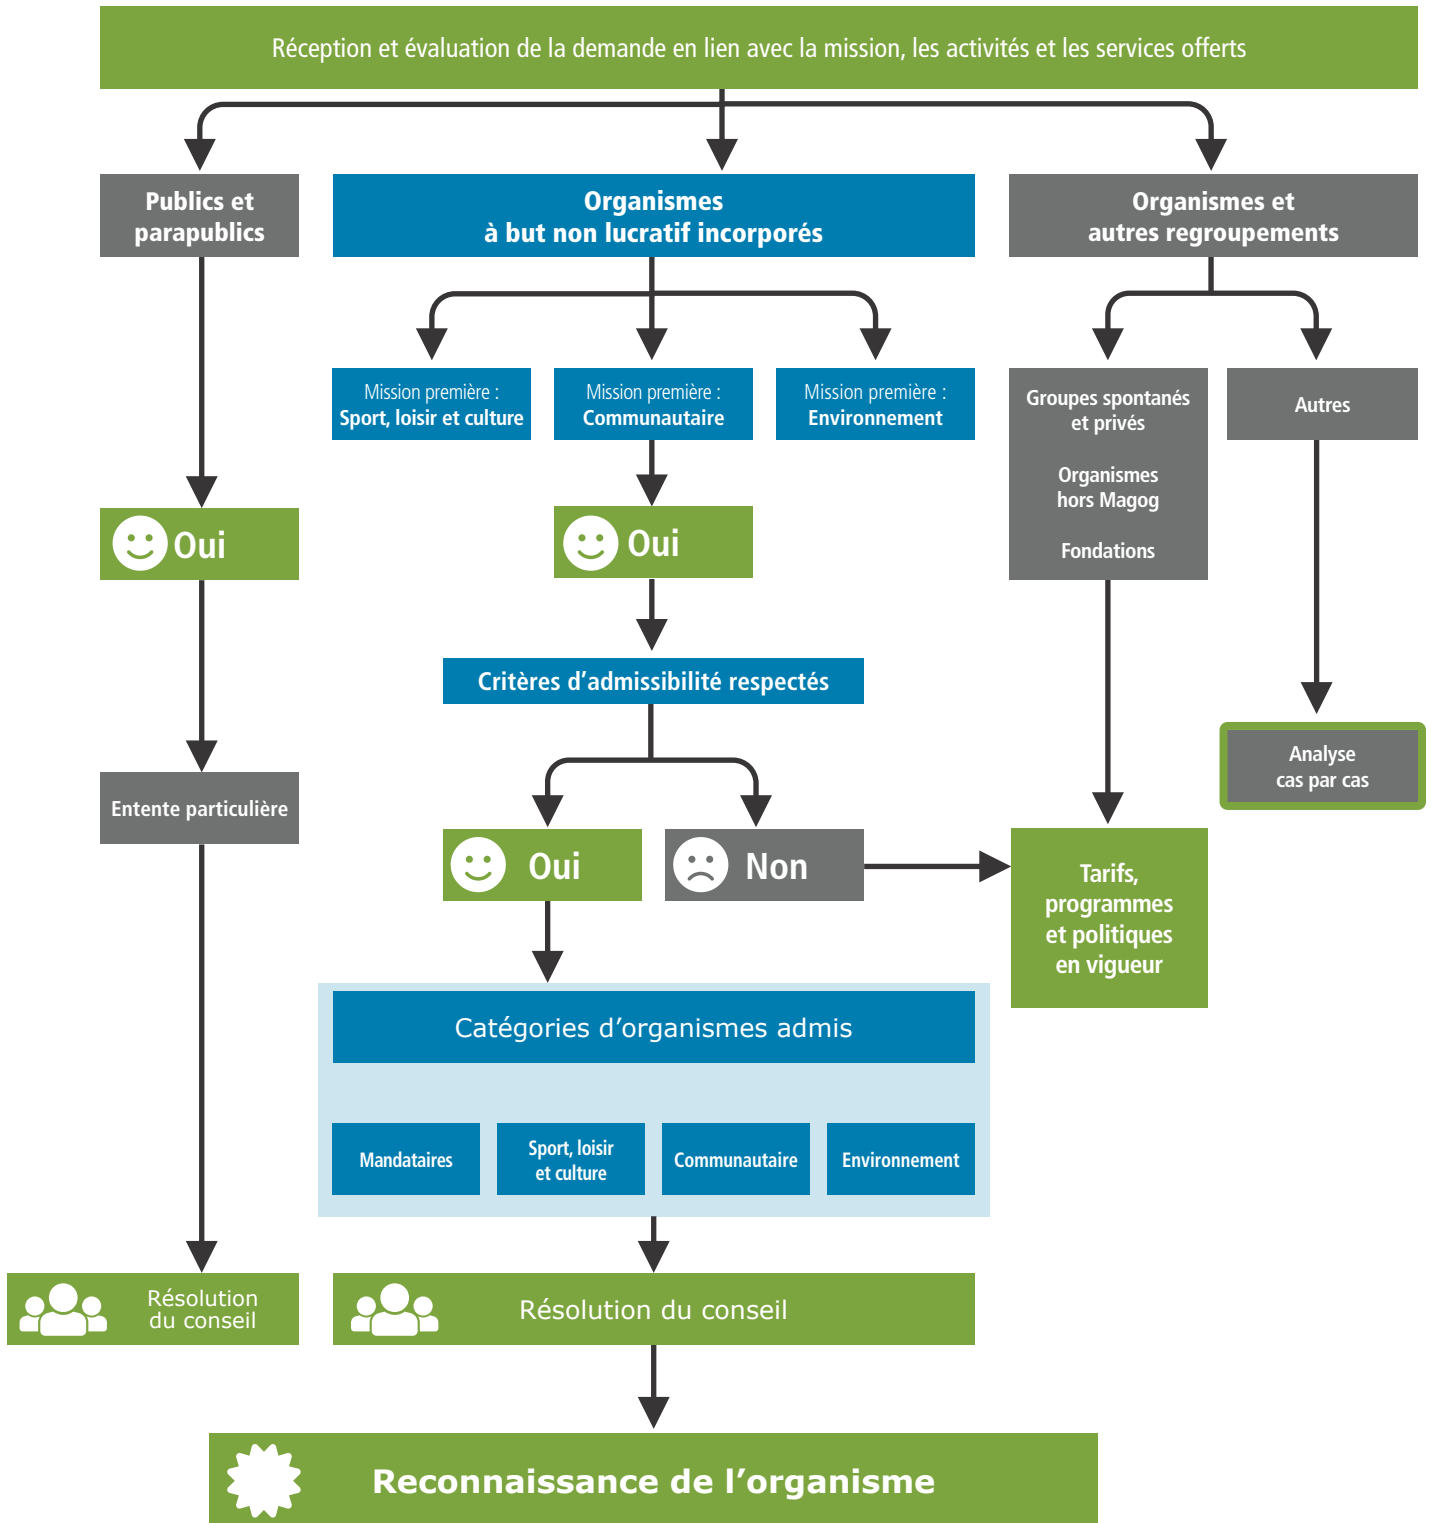 Réception et évaluation de la demande en lien avec la mission, les activités et les services offerts
Publics et
parapublics
Organismes
à but non lucratif incorporés
Organismes et
autres regroupements
Mission première :
Sport, loisir et culture
Mission première :
Communautaire
Mission première :
Environnement
Groupes spontanés
et privés
Organismes
hors Magog
Fondations
Autres
Oui
Oui
Critères d’admissibilité respectés
Analyse
cas par cas
Entente particulière
Oui
Non
Tarifs,
programmes
et politiques
en vigueur
Catégories d’organismes admis
Mandataires
Sport, loisir
et culture
Communautaire
Environnement
Résolution
du conseil
Résolution du conseil
Reconnaissance de l’organisme